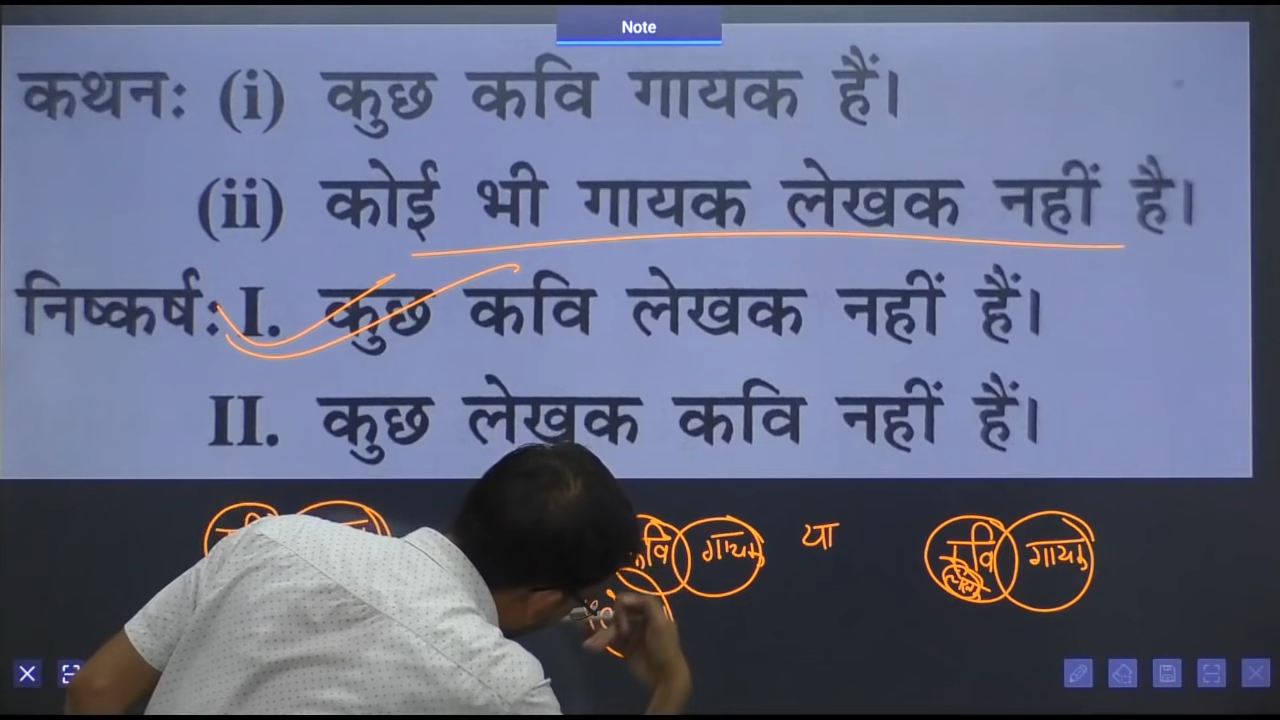 Note
कथनः (i) कुछ कवि गायक हैं।
(ii) कोई भी गायक लेखक नहीं है।
निष्कर्षः I. कुछ कवि लेखक नहीं हैं।
II. कुछ लेखक कवि नहीं हैं।
गायक या कवि गायक